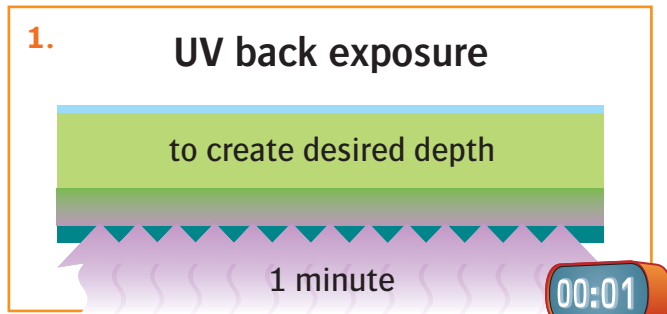 1.
UV back exposure
to create desired depth
1 minute
00:01